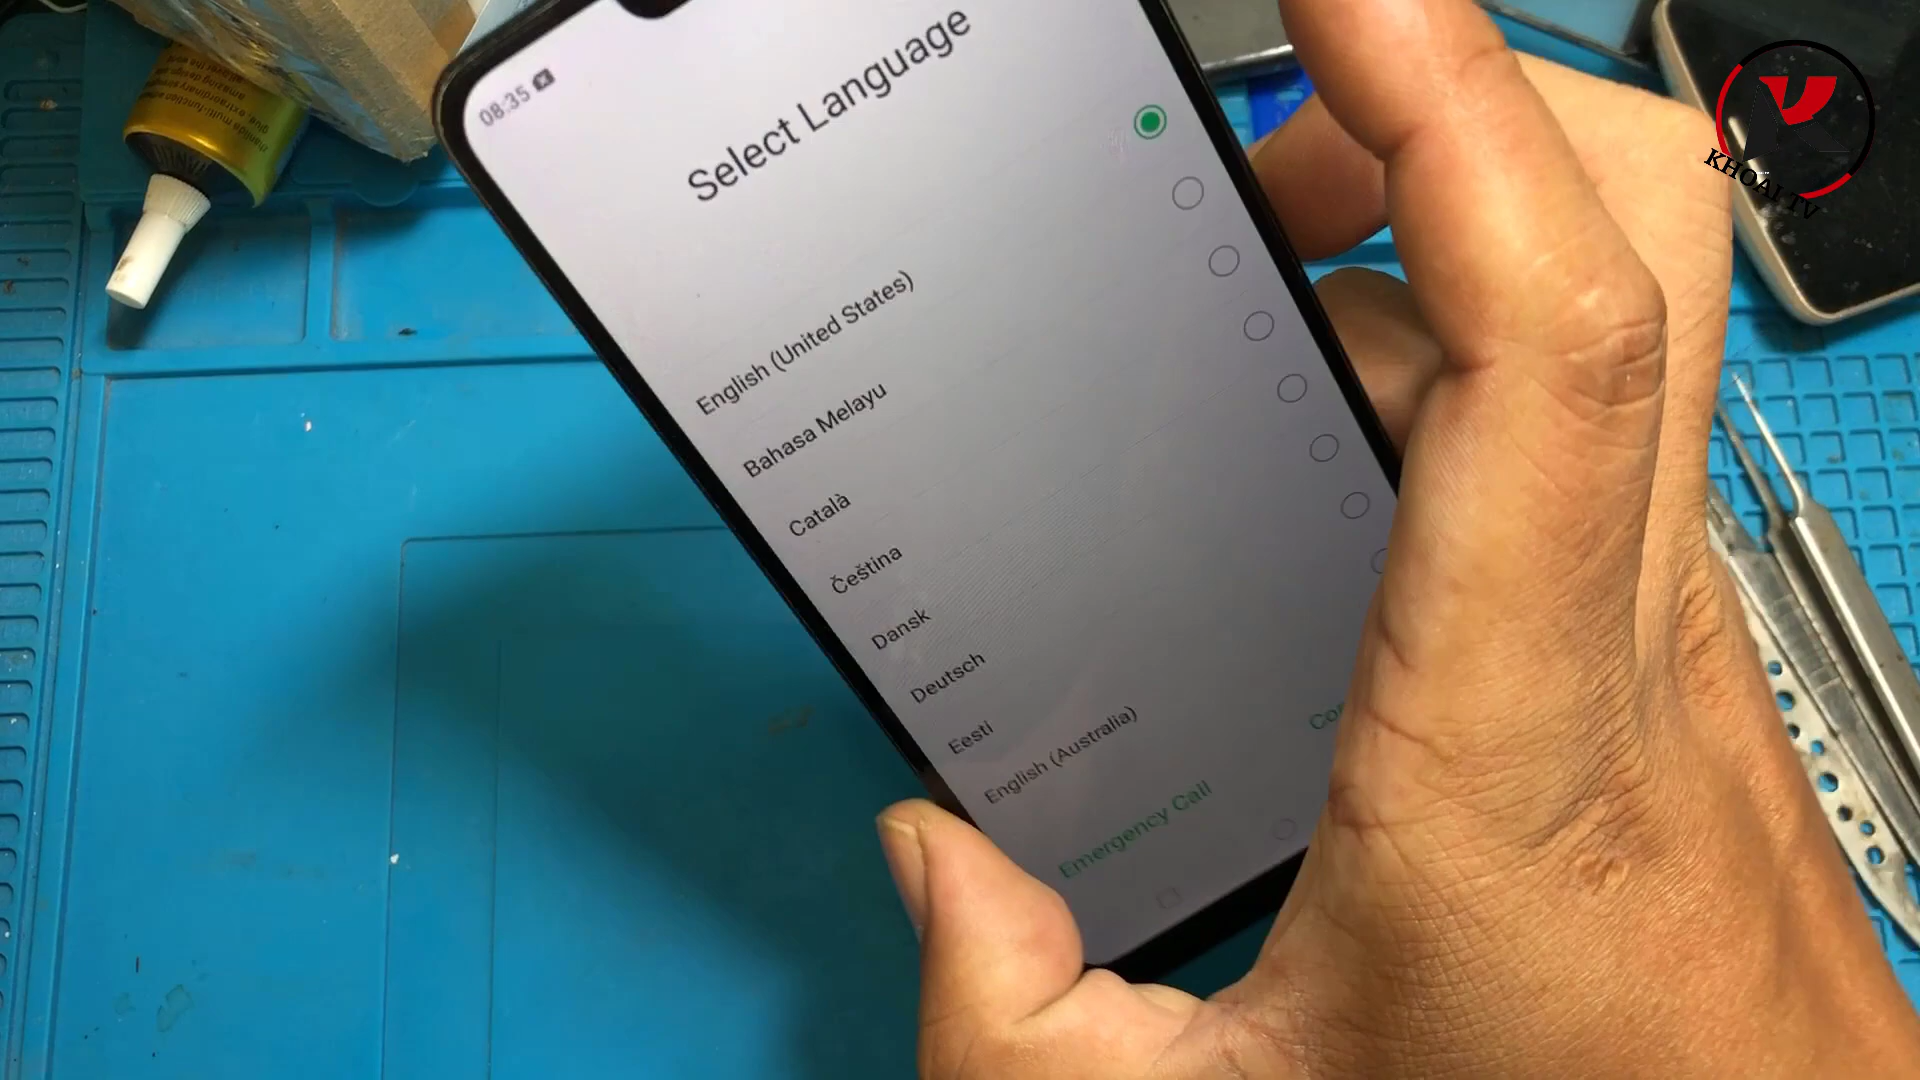 08:35
Select Language
English (United States)
Bahasa Melayu
Català
Čeština
Dansk
Deutsch
Eesti
English (Australia)
Emergency Call
KHOAI TV